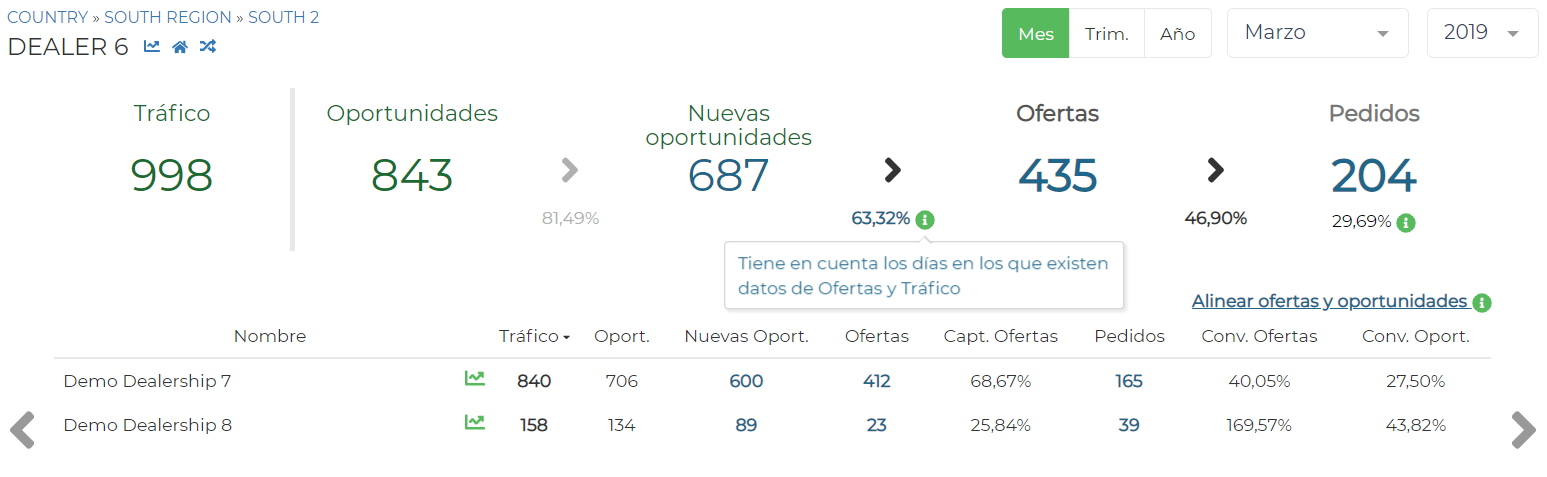 COUNTRY » SOUTH REGION » SOUTH 2
DEALER 6
Mes Trim. Año Marzo 2019
Tráfico Oportunidades Nuevas oportunidades Ofertas Pedidos
998 843 687 435 204
81,49% 63,32% 46,90% 29,69%
Tiene en cuenta los días en los que existen
datos de Ofertas y Tráfico
Alinear ofertas y oportunidades
Nombre Tráfico Oport. Nuevas Oport. Ofertas Capt. Ofertas Pedidos Conv. Ofertas Conv. Oport.
Demo Dealership 7 840 706 600 412 68,67% 165 40,05% 27,50%
Demo Dealership 8 158 134 89 23 25,84% 39 169,57% 43,82%